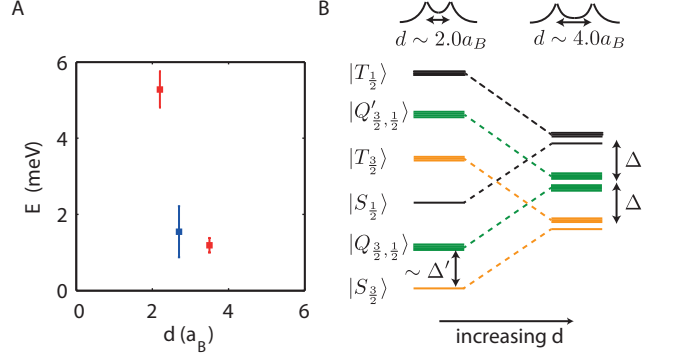 A
E (meV)
6
4
2
0
0 2 4 6
d (a_B)
B
d ∼ 2.0a_B d ∼ 4.0a_B
|T_{1/2}⟩
|Q′_{3/2,1/2}⟩
|T_{3/2}⟩
|S_{1/2}⟩
|Q_{3/2,1/2}⟩
∼ Δ′
|S_{3/2}⟩
Δ
Δ
increasing d